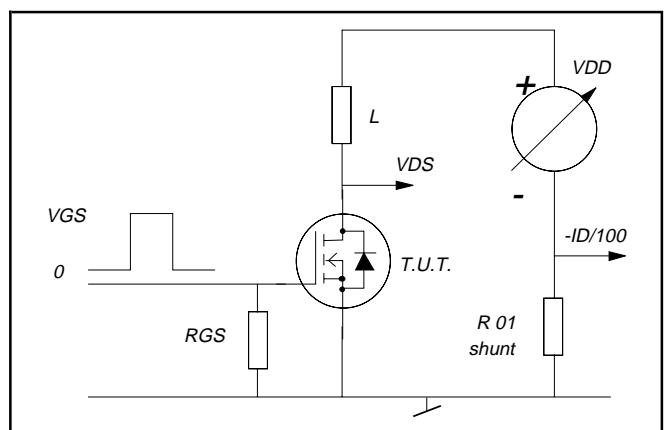 +
VDD
L
VDS
-
VGS
-ID/100
0
T.U.T.
RGS
R 01
shunt